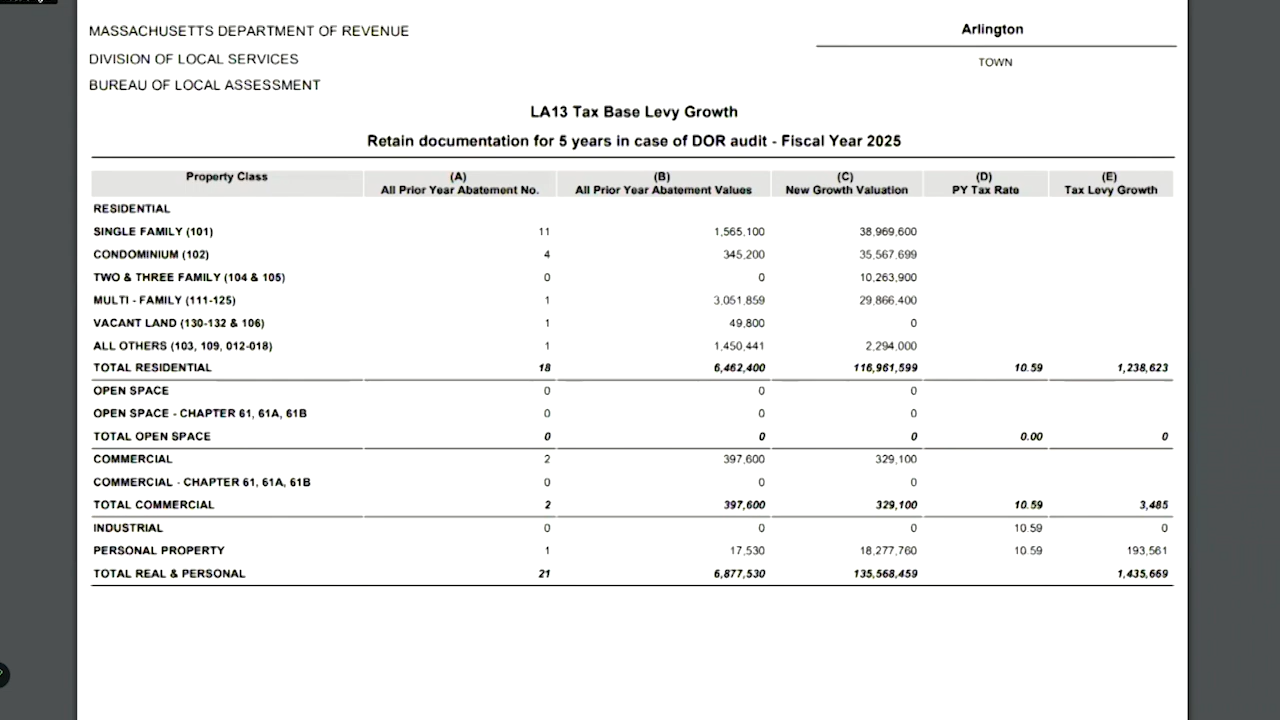 MASSACHUSETTS DEPARTMENT OF REVENUE
Arlington
DIVISION OF LOCAL SERVICES
TOWN
BUREAU OF LOCAL ASSESSMENT
LA13 Tax Base Levy Growth
Retain documentation for 5 years in case of DOR audit - Fiscal Year 2025
Property Class (A) (B) (C) (D) (E)
All Prior Year Abatement No. All Prior Year Abatement Values New Growth Valuation PY Tax Rate Tax Levy Growth
RESIDENTIAL
SINGLE FAMILY (101) 11 1,565,100 38,969,600
CONDOMINIUM (102) 4 345,200 35,567,699
TWO & THREE FAMILY (104 & 105) 0 0 10,263,900
MULTI - FAMILY (111-125) 1 3,051,859 29,866,400
VACANT LAND (130-132 & 106) 1 49,800 0
ALL OTHERS (103, 109, 012-018) 1 1,450,441 2,294,000
TOTAL RESIDENTIAL 18 6,462,400 116,961,599 10.59 1,238,623
OPEN SPACE 0 0 0
OPEN SPACE - CHAPTER 61, 61A, 61B 0 0 0
TOTAL OPEN SPACE 0 0 0 0.00 0
COMMERCIAL 2 397,600 329,100
COMMERCIAL - CHAPTER 61, 61A, 61B 0 0 0
TOTAL COMMERCIAL 2 397,600 329,100 10.59 3,485
INDUSTRIAL 0 0 0 10.59 0
PERSONAL PROPERTY 1 17,530 18,277,760 10.59 193,561
TOTAL REAL & PERSONAL 21 6,877,530 135,568,459 1,435,669